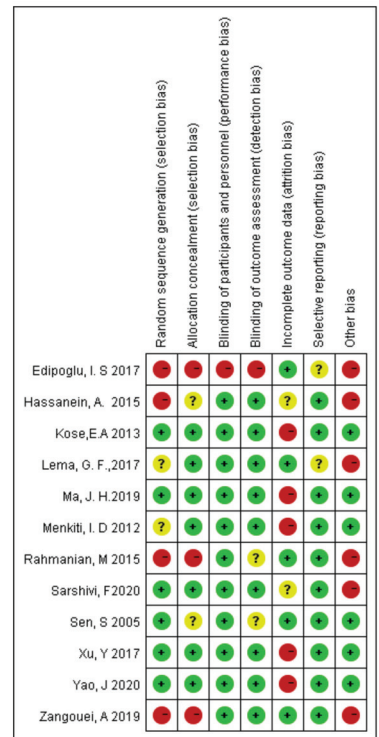 Random sequence generation (selection bias)
Allocation concealment (selection bias)
Blinding of participants and personnel (performance bias)
Blinding of outcome assessment (detection bias)
Incomplete outcome data (attrition bias)
Selective reporting (reporting bias)
Other bias
Edipoglu, I. S 2017 - - - - + ? -
Hassanein, A. 2015 - ? + + ? + -
Kose,E.A 2013 + + + + - + +
Lema, G. F.,2017 ? + + + + ? -
Ma, J. H.2019 + + + + - + +
Menkiti, I. D 2012 ? + + + - + +
Rahmanian, M 2015 - - + ? + + -
Sarshivi, F2020 + + + + ? + -
Sen, S 2005 + ? + ? + + +
Xu, Y 2017 + + + + - + +
Yao, J 2020 + + + + - + +
Zangouei, A 2019 - - + + + + -